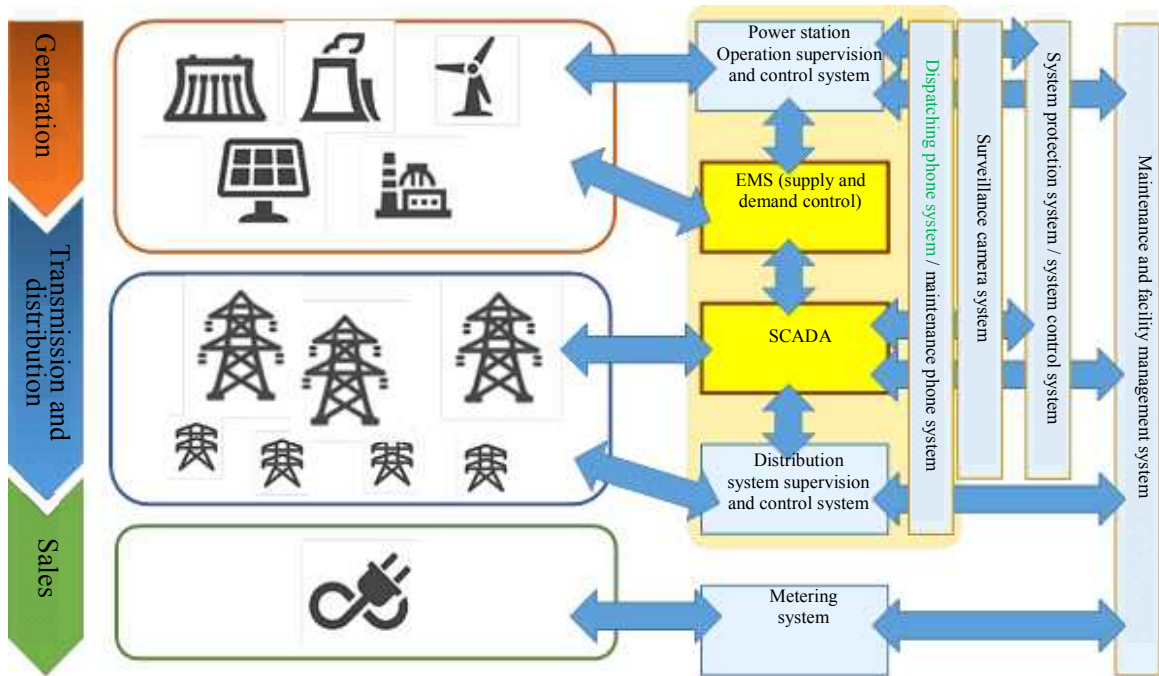 Generation
Transmission and
distribution
Sales
Power station
Operation supervision
and control system
EMS (supply and
demand control)
SCADA
Distribution
system supervision
and control system
Metering
system
Dispatching phone system / maintenance phone system
Surveillance camera system
System protection system / system control system
Maintenance and facility management system